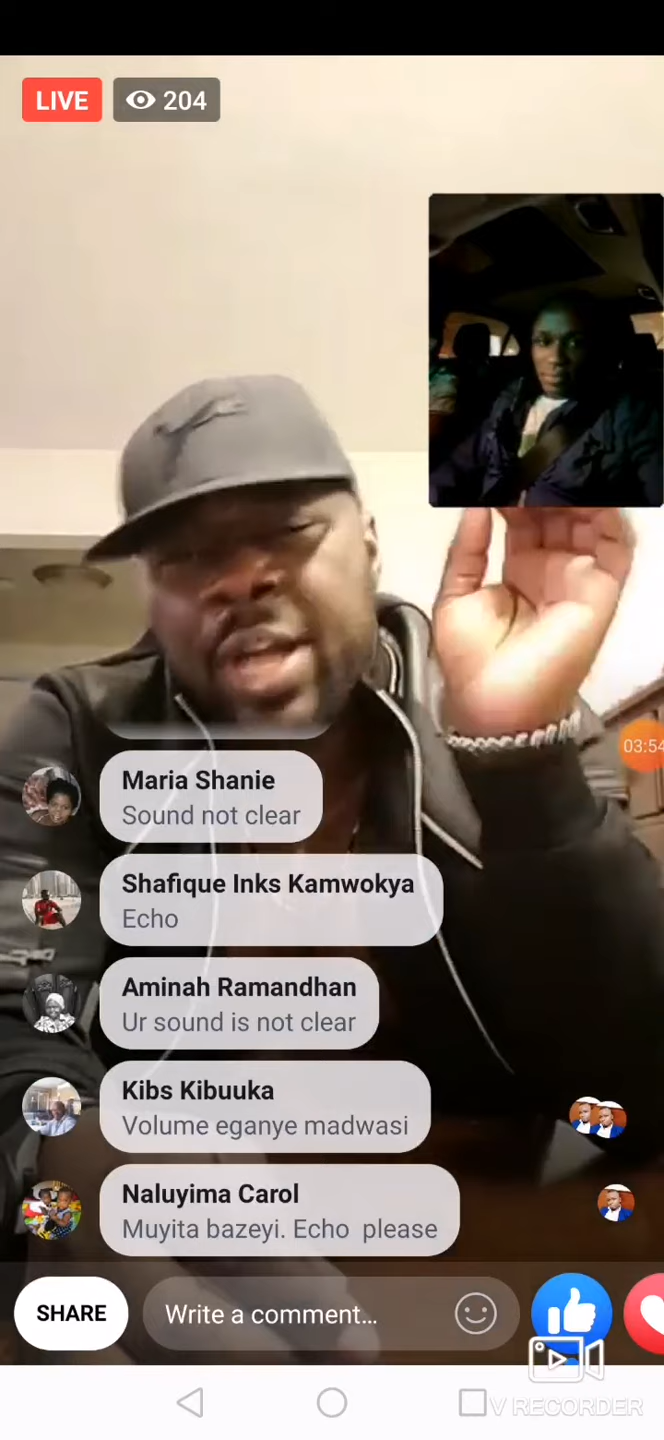 LIVE
204
03:54
Maria Shanie
Sound not clear
Shafique Inks Kamwokya
Echo
Aminah Ramandhan
Ur sound is not clear
Kibs Kibuuka
Volume eganye madwasi
Naluyima Carol
Muyita bazeyi. Echo please
SHARE
Write a comment...
V RECORDER